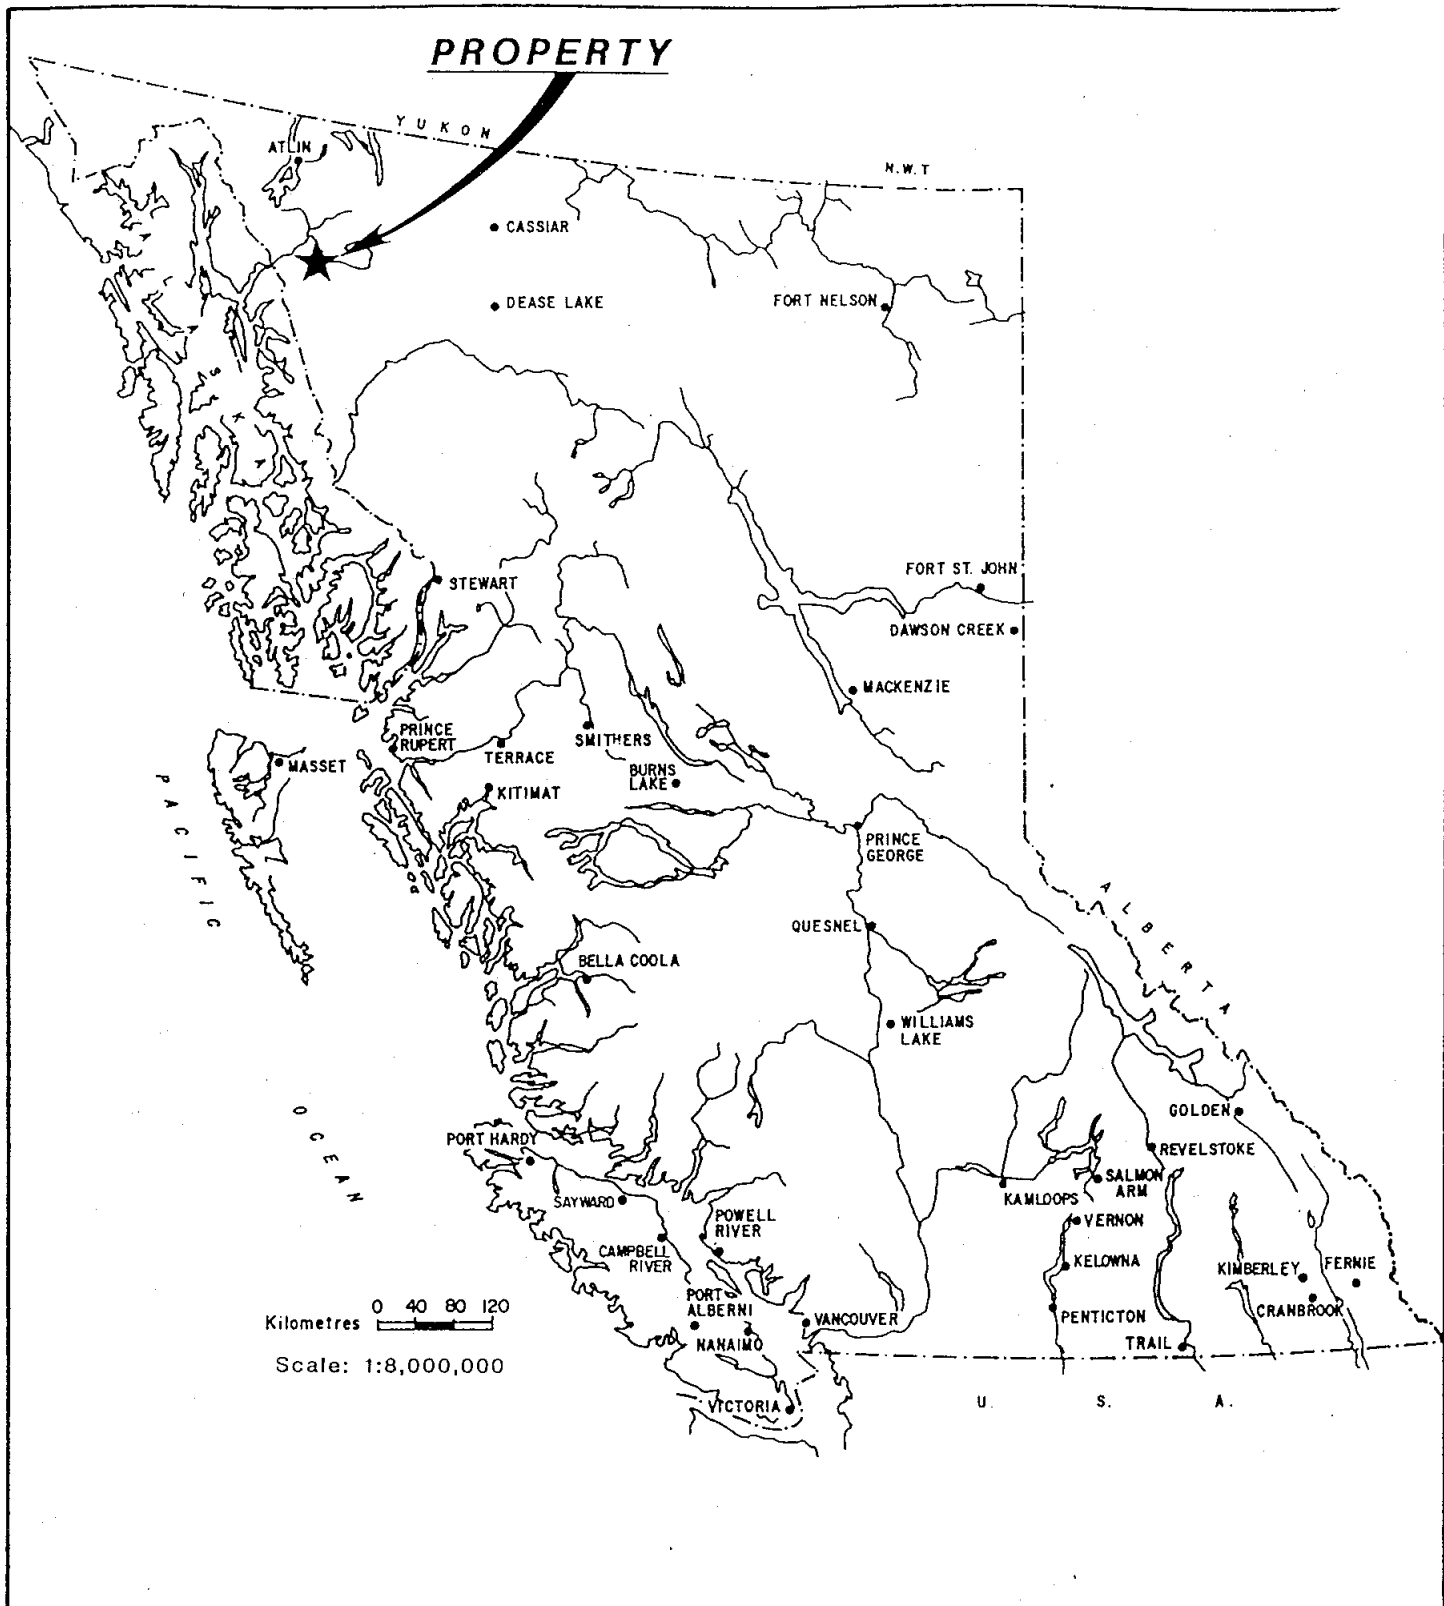 PROPERTY
YUKON
N.W.T
ATLIN
ALASKA
CASSIAR
DEASE LAKE
FORT NELSON
STEWART
FORT ST. JOHN
DAWSON CREEK
MACKENZIE
PRINCE
RUPERT
TERRACE
SMITHERS
MASSET
BURNS
LAKE
KITIMAT
PRINCE
GEORGE
PACIFIC
ALBERTA
QUESNEL
BELLA COOLA
WILLIAMS
LAKE
OCEAN
GOLDEN
PORT HARDY
REVELSTOKE
SALMON
ARM
KAMLOOPS
SAYWARD
POWELL
RIVER
VERNON
CAMPBELL
RIVER
KELOWNA
KIMBERLEY
FERNIE
PORT
ALBERNI
CRANBROOK
PENTICTON
VANCOUVER
NANAIMO
TRAIL
Kilometres 0 40 80 120
Scale: 1:8,000,000
VICTORIA
U. S. A.